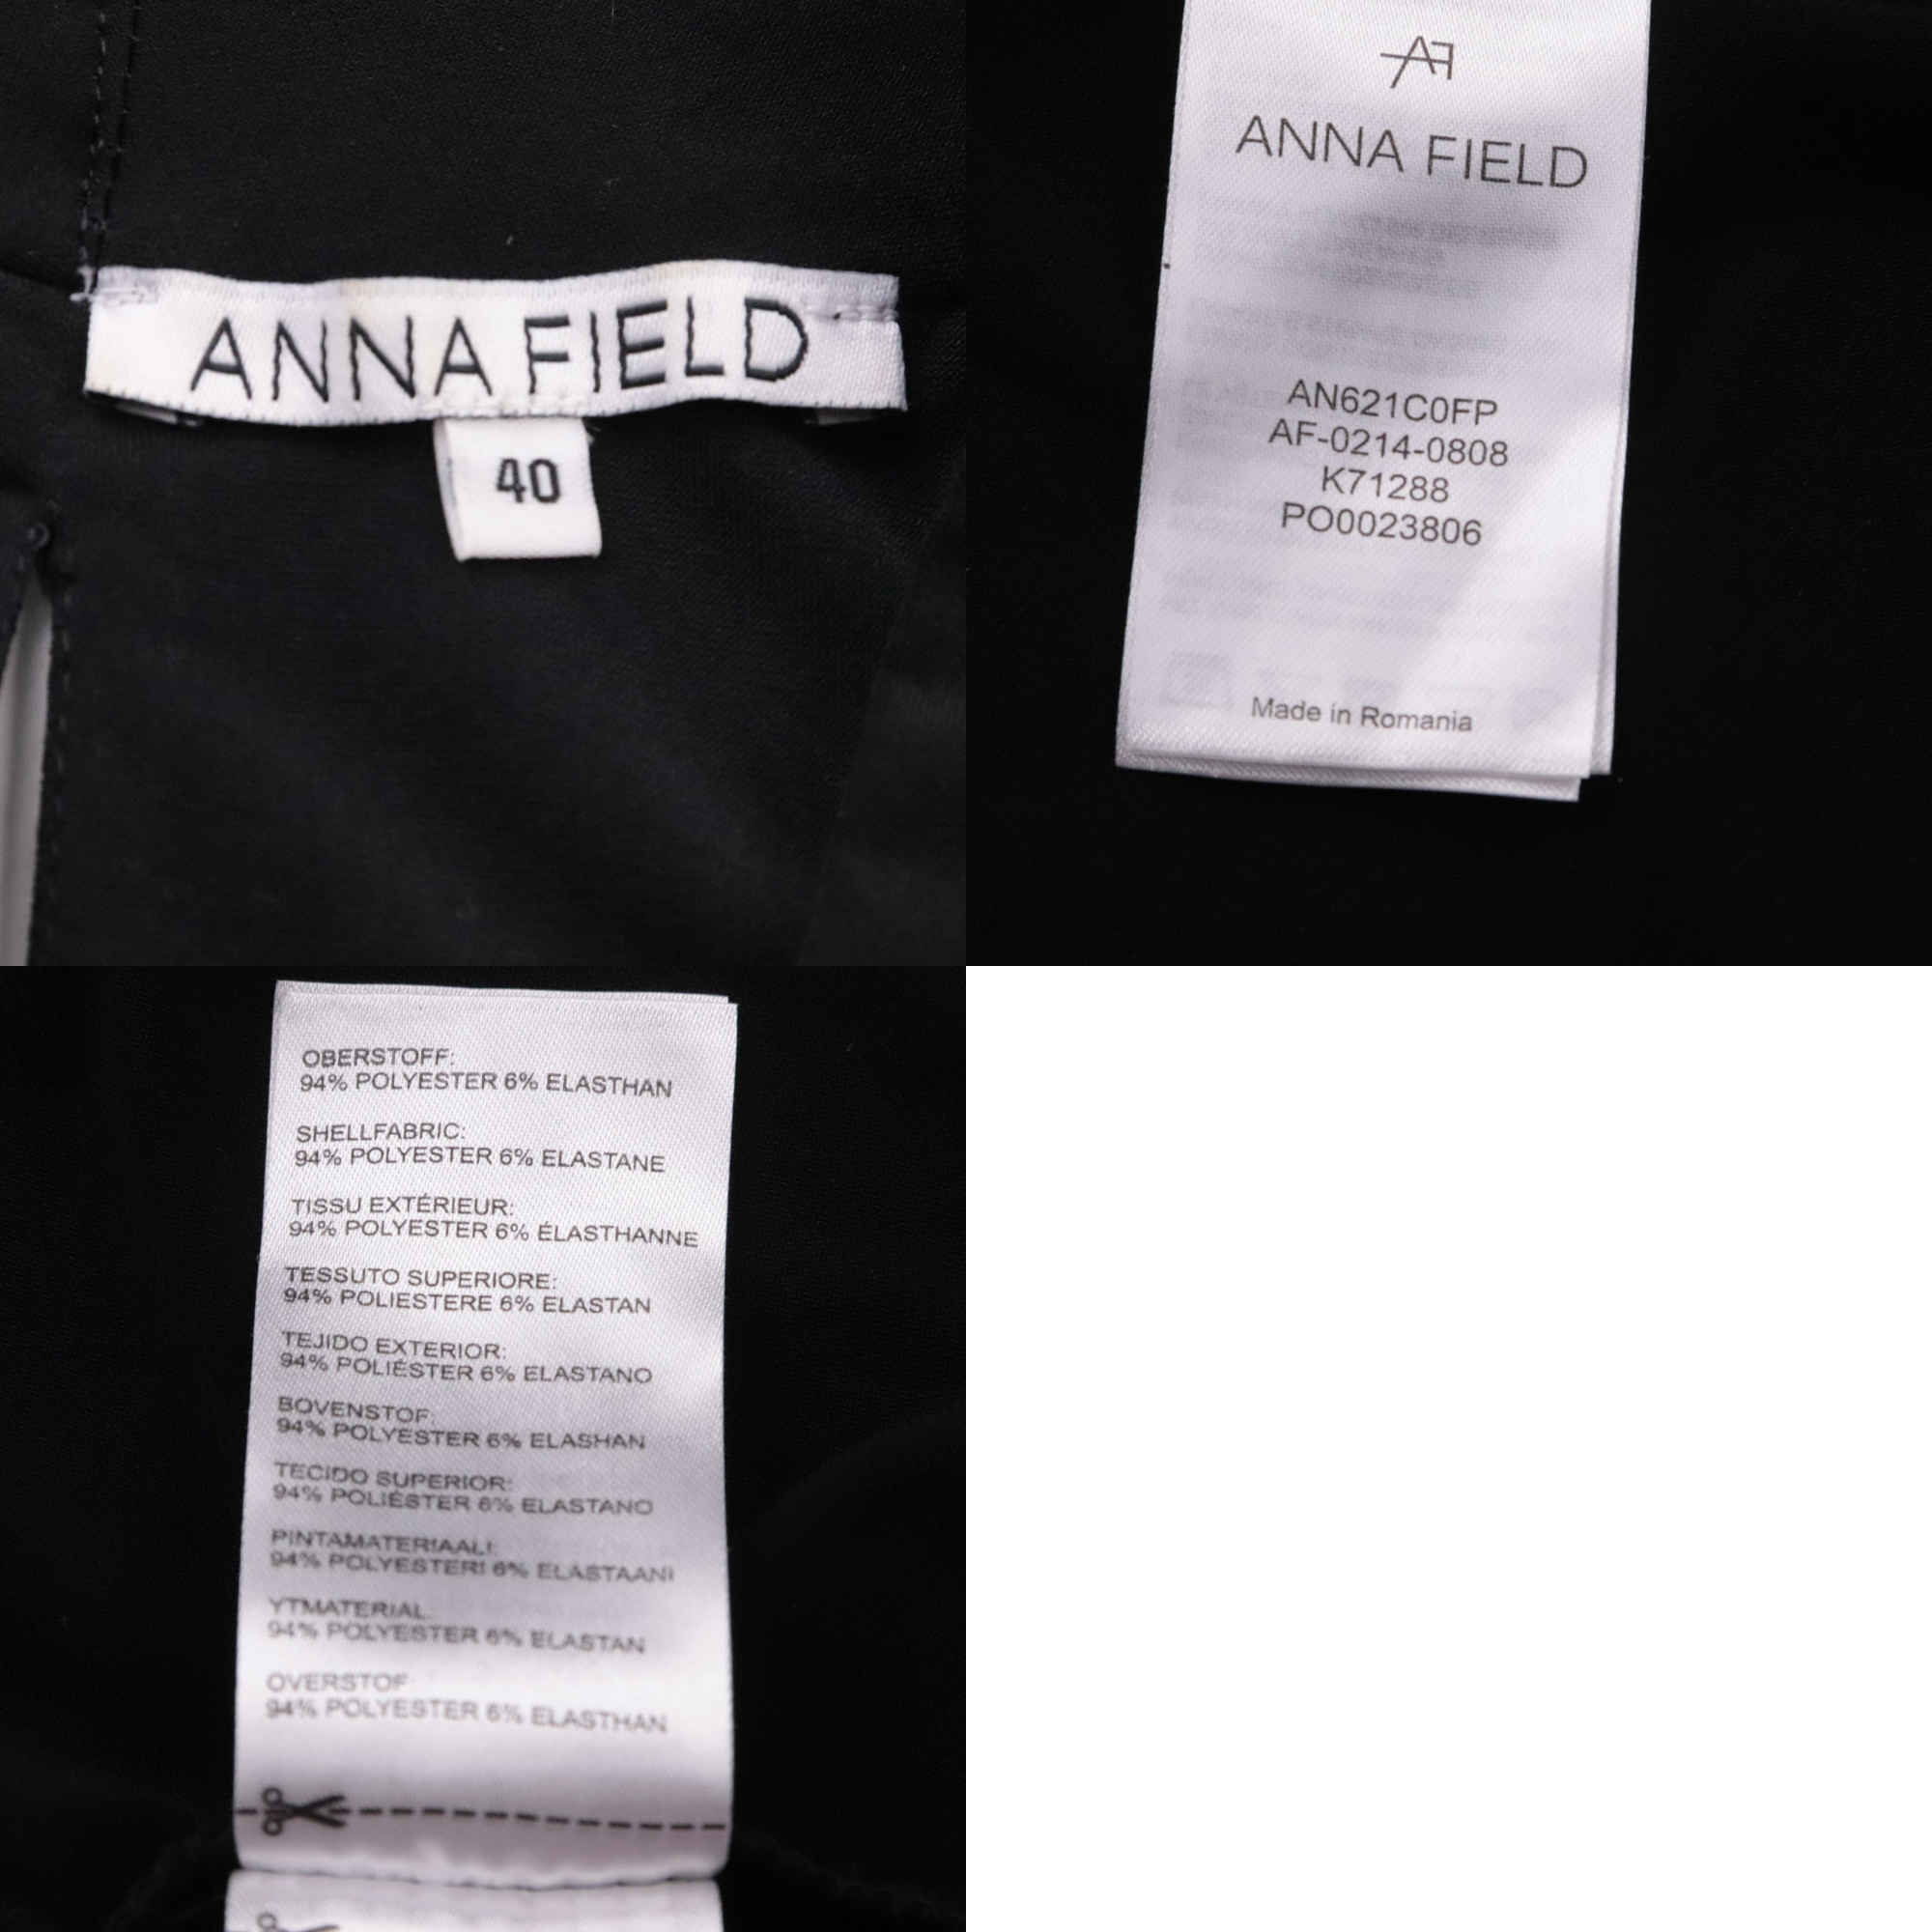 ANNA FIELD
40
AF
ANNA FIELD
AN621C0FP
AF-0214-0808
K71288
PO0023806
Made in Romania
OBERSTOFF:
94% POLYESTER 6% ELASTHAN
SHELLFABRIC:
94% POLYESTER 6% ELASTANE
TISSU EXTÉRIEUR:
94% POLYESTER 6% ÉLASTHANNE
TESSUTO SUPERIORE:
94% POLIESTERE 6% ELASTAN
TEJIDO EXTERIOR:
94% POLIÉSTER 6% ELASTANO
BOVENSTOF:
94% POLYESTER 6% ELASHAN
TECIDO SUPERIOR:
94% POLIÉSTER 6% ELASTANO
PINTAMATERIAALI:
94% POLYESTERI 6% ELASTAANI
YTMATERIAL:
94% POLYESTER 6% ELASTAN
OVERSTOF:
94% POLYESTER 6% ELASTHAN